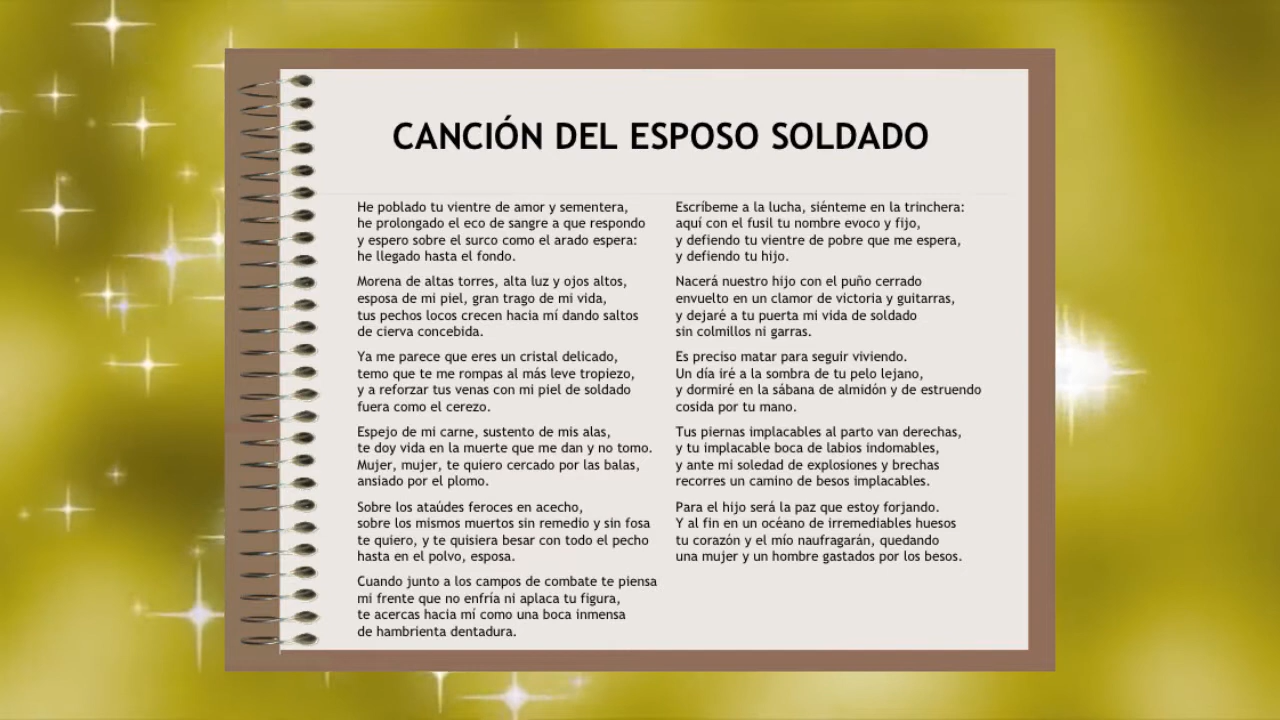 CANCIÓN DEL ESPOSO SOLDADO
He poblado tu vientre de amor y sementera,
he prolongado el eco de sangre a que respondo
y espero sobre el surco como el arado espera:
he llegado hasta el fondo.
Morena de altas torres, alta luz y ojos altos,
esposa de mi piel, gran trago de mi vida,
tus pechos locos crecen hacia mí dando saltos
de cierva concebida.
Ya me parece que eres un cristal delicado,
temo que te me rompas al más leve tropiezo,
y a reforzar tus venas con mi piel de soldado
fuera como el cerezo.
Espejo de mi carne, sustento de mis alas,
te doy vida en la muerte que me dan y no tomo.
Mujer, mujer, te quiero cercado por las balas,
ansiado por el plomo.
Sobre los ataúdes feroces en acecho,
sobre los mismos muertos sin remedio y sin fosa
te quiero, y te quisiera besar con todo el pecho
hasta en el polvo, esposa.
Cuando junto a los campos de combate te piensa
mi frente que no enfría ni aplaca tu figura,
te acercas hacia mí como una boca inmensa
de hambrienta dentadura.
Escríbeme a la lucha, siénteme en la trinchera:
aquí con el fusil tu nombre evoco y fijo,
y defiendo tu vientre de pobre que me espera,
y defiendo tu hijo.
Nacerá nuestro hijo con el puño cerrado
envuelto en un clamor de victoria y guitarras,
y dejaré a tu puerta mi vida de soldado
sin colmillos ni garras.
Es preciso matar para seguir viviendo.
Un día iré a la sombra de tu pelo lejano,
y dormiré en la sábana de almidón y de estruendo
cosida por tu mano.
Tus piernas implacables al parto van derechas,
y tu implacable boca de labios indomables,
y ante mi soledad de explosiones y brechas
recorres un camino de besos implacables.
Para el hijo será la paz que estoy forjando.
Y al fin en un océano de irremediables huesos
tu corazón y el mío naufragarán, quedando
una mujer y un hombre gastados por los besos.